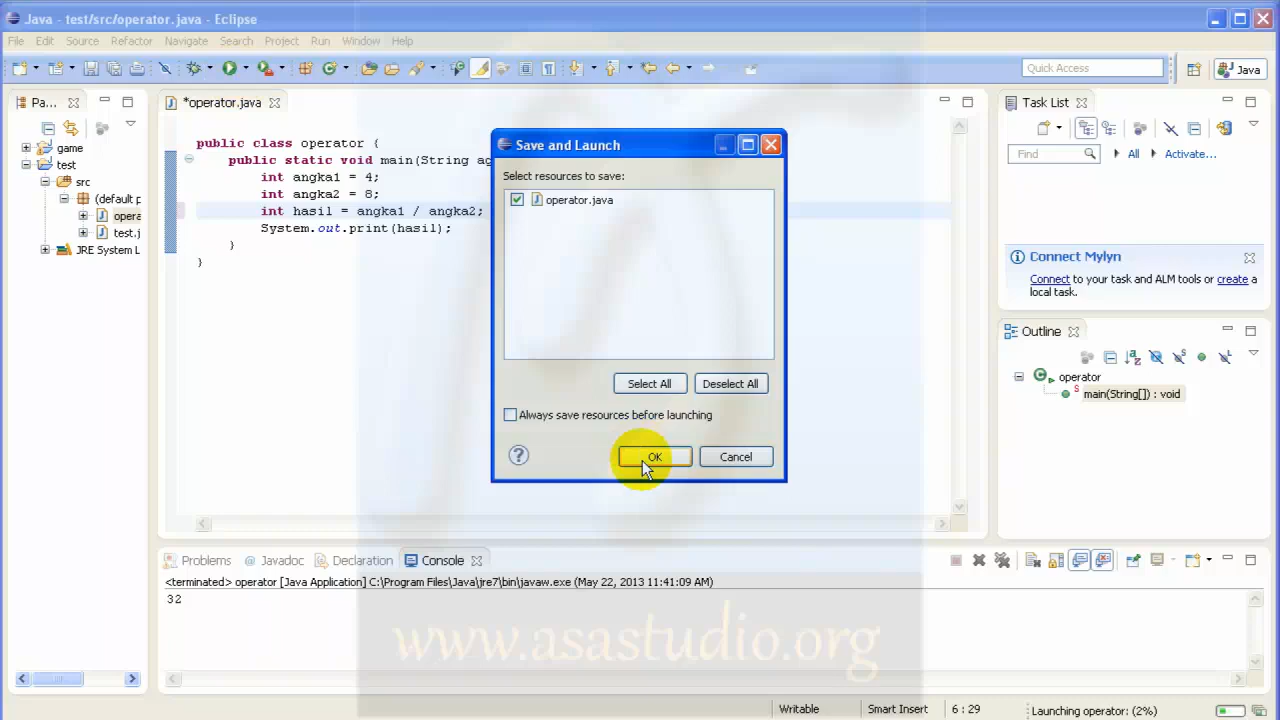 Java - test/src/operator.java - Eclipse
File Edit Source Refactor Navigate Search Project Run Window Help
Quick Access
Java
Pa...
*operator.java
Task List
game
test
src
(default p
opera
test.j
JRE System L
public class operator {
public static void main(String ag
int angka1 = 4;
int angka2 = 8;
int hasil = angka1 / angka2;
System.out.print(hasil);
}
}
Save and Launch
Select resources to save:
operator.java
Select All Deselect All
Always save resources before launching
OK Cancel
Find All Activate...
Connect Mylyn
Connect to your task and ALM tools or create a
local task.
Outline
operator
main(String[]) : void
Problems Javadoc Declaration Console
<terminated> operator [Java Application] C:\Program Files\Java\jre7\bin\javaw.exe (May 22, 2013 11:41:09 AM)
32
www.asastudio.org
Writable Smart Insert 6 : 29 Launching operator: (2%)